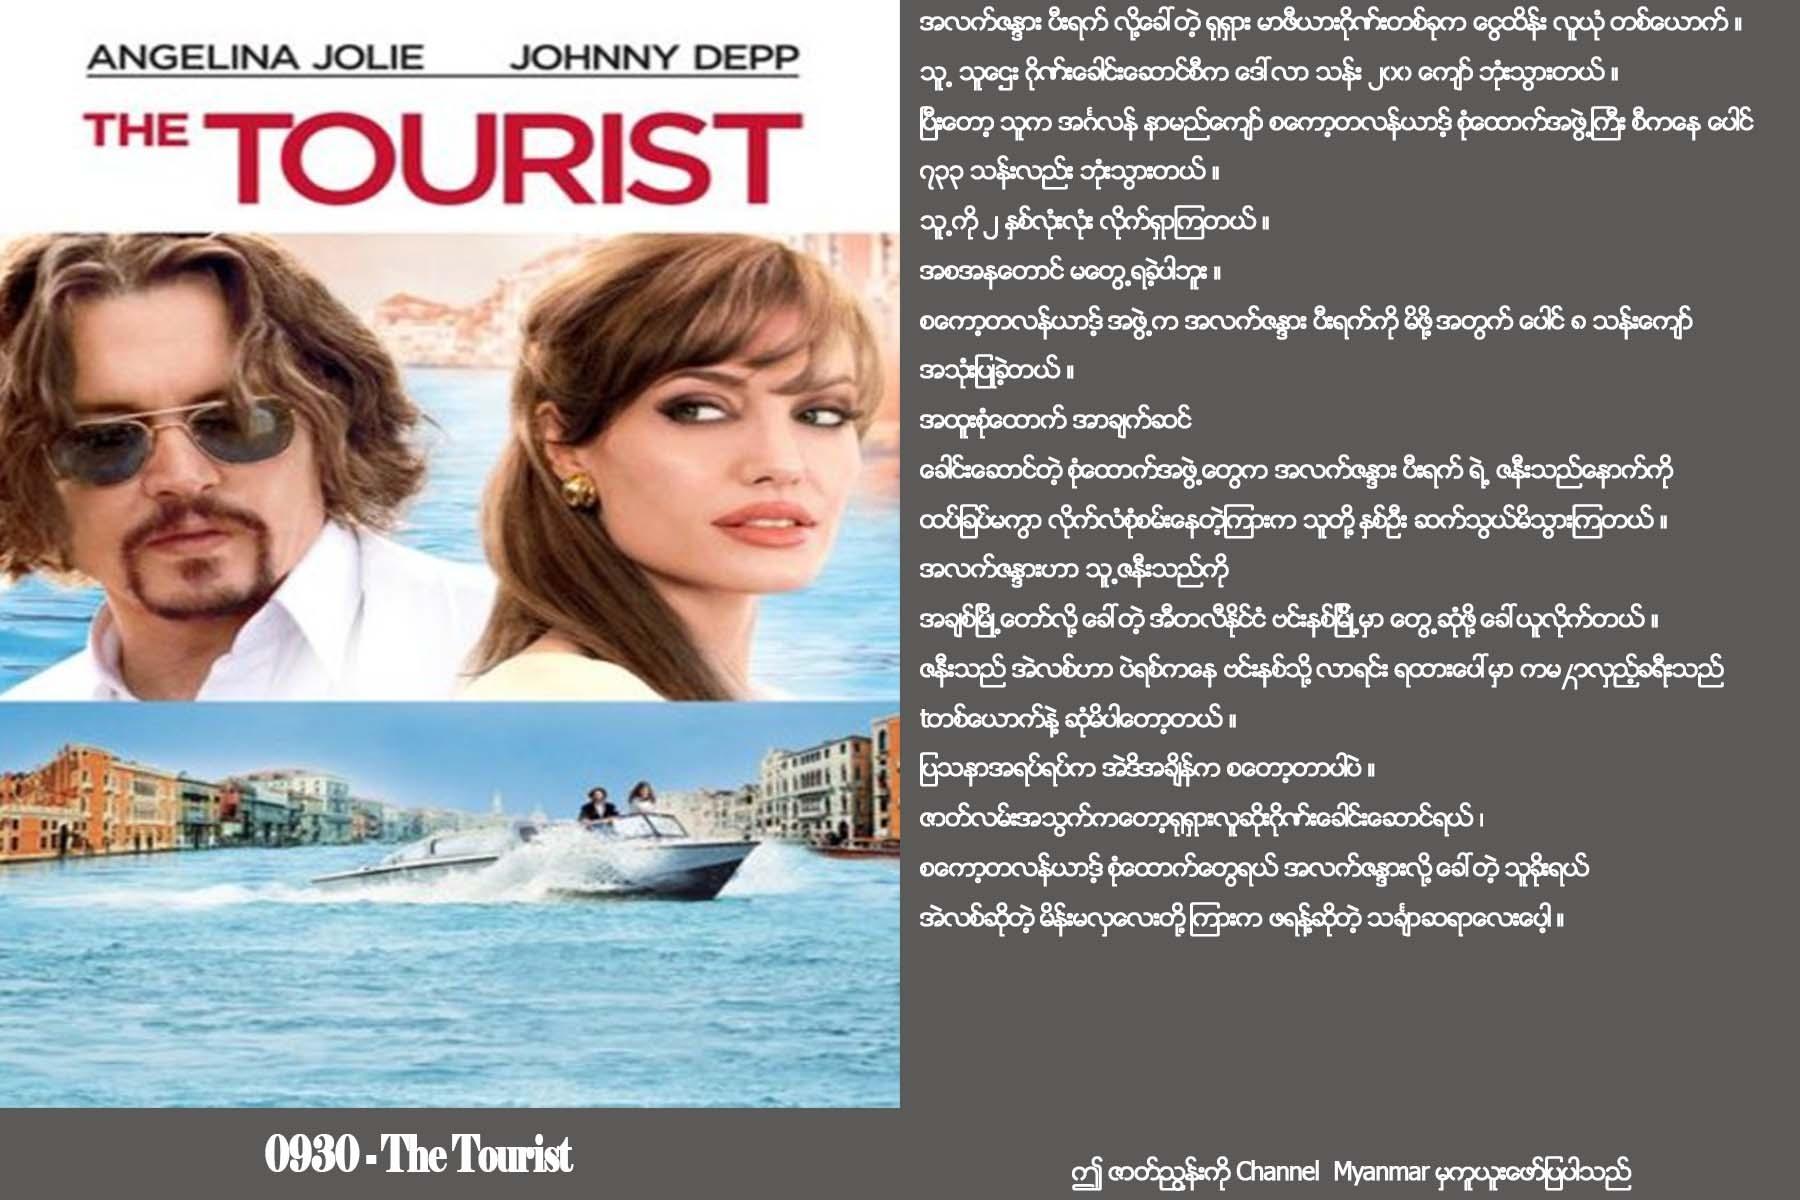 ANGELINA JOLIE JOHNNY DEPP
THE TOURIST
0930 - The Tourist
အလက်ဇန္ဒား ပီးရက် လို့ခေါ်တဲ့ ရုရှား မာဖီယားဂိုဏ်းတစ်ခုက ငွေထိန်း လူယုံ တစ်ယောက် ။
သူ့ သူဌေး ဂိုဏ်းခေါင်းဆောင်စီက ဒေါ်လာ သန်း ၂၀၀ ကျော် ဘုံးသွားတယ် ။
ပြီးတော့ သူက အင်္ဂလန် နာမည်ကျော် စကော့တလန်ယာဒ့် စုံထောက်အဖွဲ့ကြီး စီကနေ ပေါင်
၇၃၃ သန်းလည်း ဘုံးသွားတယ် ။
သူ့ကို ၂ နှစ်လုံးလုံး လိုက်ရှာကြတယ် ။
အစအနတောင် မတွေ့ရခဲ့ပါဘူး ။
စကော့တလန်ယာဒ့် အဖွဲ့က အလက်ဇန္ဒား ပီးရက်ကို မိဖို့ အတွက် ပေါင် ၈ သန်းကျော်
အသုံးပြုခဲ့တယ် ။
အထူးစုံထောက် အာချက်ဆင်
ခေါင်းဆောင်တဲ့ စုံထောက်အဖွဲ့တွေက အလက်ဇန္ဒား ပီးရက် ရဲ့ ဇနီးသည်နောက်ကို
ထပ်ခြပ်မကွာ လိုက်လံစုံစမ်းနေတဲ့ကြားက သူတို့ နှစ်ဦး ဆက်သွယ်မိသွားကြတယ် ။
အလက်ဇန္ဒားဟာ သူ့ဇနီးသည်ကို
အချစ်မြို့တော်လို့ ခေါ်တဲ့ အီတလီနိုင်ငံ ဗင်းနစ်မြို့မှာ တွေ့ဆုံဖို့ ခေါ်ယူလိုက်တယ် ။
ဇနီးသည် အဲလစ်ဟာ ပဲရစ်ကနေ ဗင်းနစ်သို့ လာရင်း ရထားပေါ်မှာ ကမ႓ာလှည့်ခရီးသည်
tတစ်ယောက်နဲ့ ဆုံမိပါတော့တယ် ။
ပြသနာအရပ်ရပ်က အဲဒိအချိန်က စတော့တာပါပဲ ။
ဇာတ်လမ်းအသွက်ကတော့ရုရှားလူဆိုးဂိုဏ်းခေါင်းဆောင်ရယ် ၊
စကော့တလန်ယာဒ့် စုံထောက်တွေရယ် အလက်ဇန္ဒားလို့ ခေါ်တဲ့ သူခိုးရယ်
အဲလစ်ဆိုတဲ့ မိန်းမလှလေးတို့ကြားက ဖရန့်ဆိုတဲ့ သင်္ချာဆရာလေးပေါ့ ။
ဤ ဇာတ်ညွှန်းကို Channel Myanmar မှကူယူးဖော်ပြပါသည်